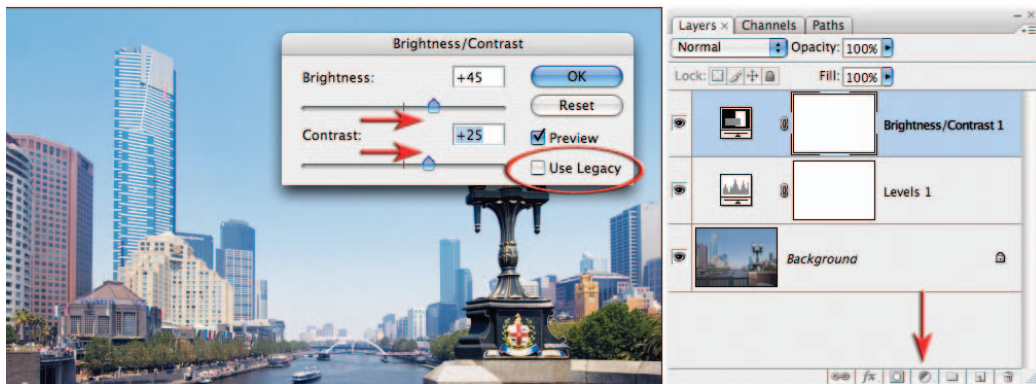 Brightness/Contrast
Brightness: +45
OK
Reset
Contrast: +25
Preview
Use Legacy
Layers × Channels Paths
Normal Opacity: 100%
Lock: Fill: 100%
Brightness/Contrast 1
Levels 1
Background
fx